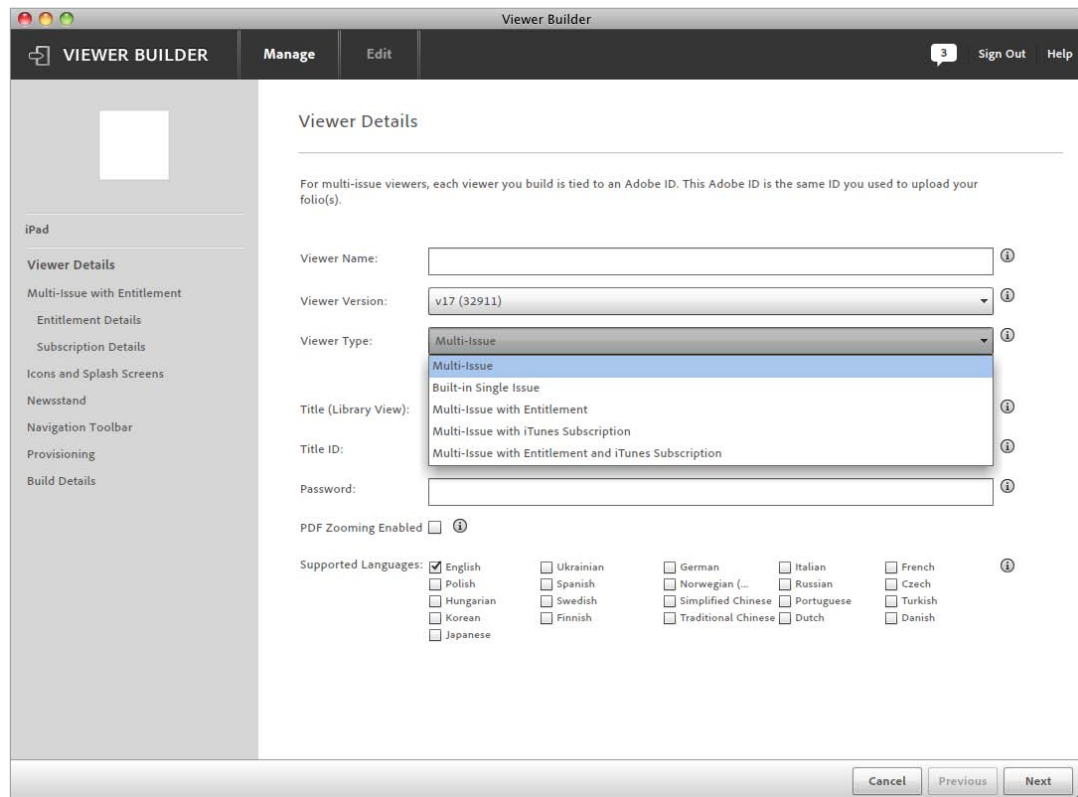 Viewer Builder
VIEWER BUILDER
Manage
Edit
3
Sign Out
Help
iPad
Viewer Details
Multi-Issue with Entitlement
Entitlement Details
Subscription Details
Icons and Splash Screens
Newsstand
Navigation Toolbar
Provisioning
Build Details
Viewer Details
For multi-issue viewers, each viewer you build is tied to an Adobe ID. This Adobe ID is the same ID you used to upload your
folio(s).
Viewer Name:
Viewer Version: v17 (32911)
Viewer Type: Multi-Issue
Multi-Issue
Built-in Single Issue
Multi-Issue with Entitlement
Multi-Issue with iTunes Subscription
Multi-Issue with Entitlement and iTunes Subscription
Title (Library View):
Title ID:
Password:
PDF Zooming Enabled
Supported Languages: English Ukrainian German Italian French
Polish Spanish Norwegian (... Russian Czech
Hungarian Swedish Simplified Chinese Portuguese Turkish
Korean Finnish Traditional Chinese Dutch Danish
Japanese
Cancel Previous Next